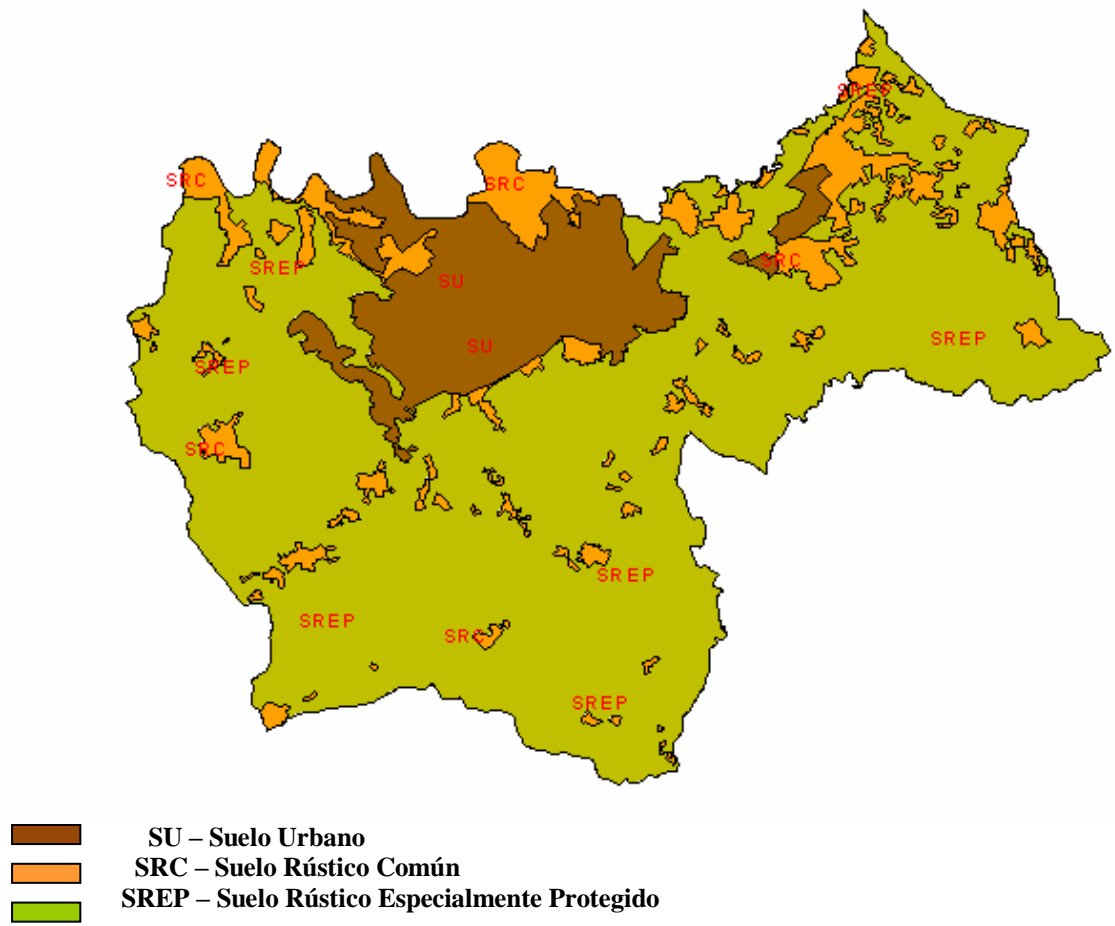 SREP
SRC
SRC
SRC
SREP
SU
SREP
SU
SREP
SRC
SREP
SREP
SRC
SREP
SU – Suelo Urbano
SRC – Suelo Rústico Común
SREP – Suelo Rústico Especialmente Protegido